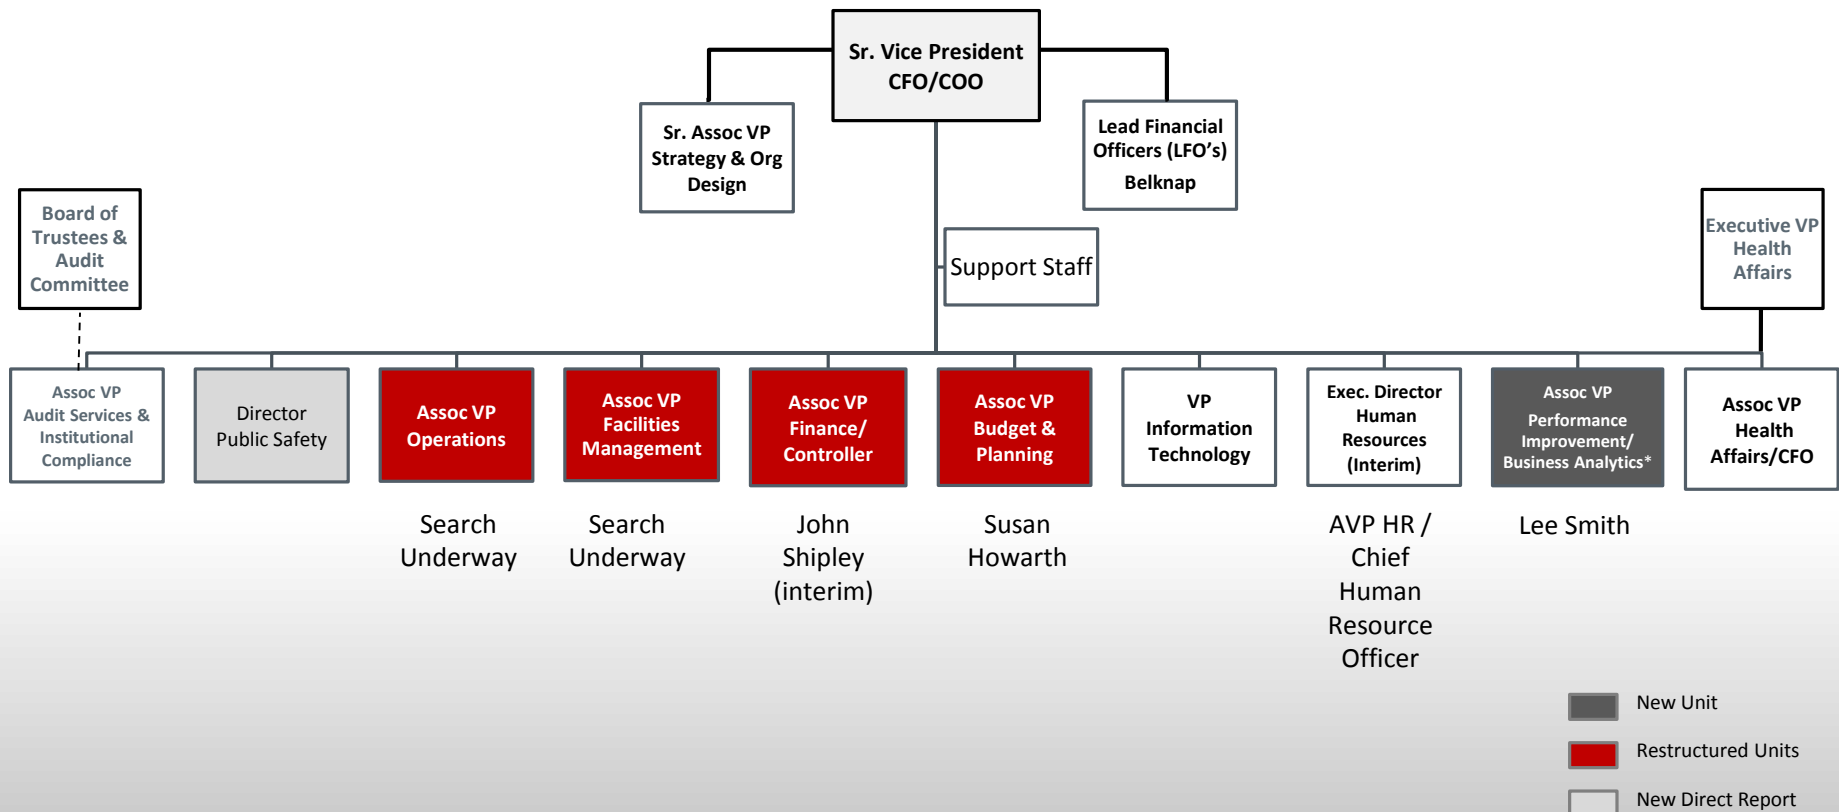 Sr. Vice President
CFO/COO
Sr. Assoc VP
Strategy & Org
Design
Lead Financial
Officers (LFO’s)
Belknap
Board of
Trustees &
Audit
Committee
Support Staff
Executive VP
Health
Affairs
Assoc VP
Audit Services &
Institutional
Compliance
Director
Public Safety
Assoc VP
Operations
Assoc VP
Facilities
Management
Assoc VP
Finance/
Controller
Assoc VP
Budget &
Planning
VP
Information
Technology
Exec. Director
Human
Resources
(Interim)
Assoc VP
Performance
Improvement/
Business Analytics*
Assoc VP
Health
Affairs/CFO
Search
Underway
Search
Underway
John
Shipley
(interim)
Susan
Howarth
AVP HR /
Chief
Human
Resource
Officer
Lee Smith
New Unit
Restructured Units
New Direct Report